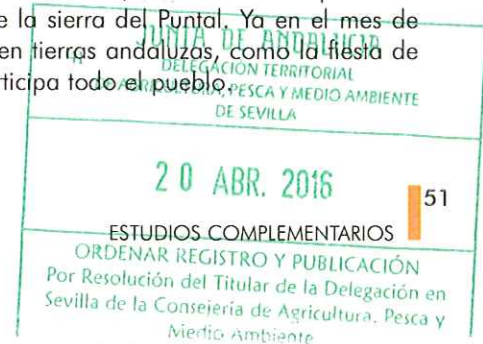 e la sierra del Puntal. Ya en el mes de
en tierras andaluzas, como la fiesta de
rticipa todo el pueblo.
JUNTA DE ANDALUCIA
DELEGACIÓN TERRITORIAL
AGRICULTURA, PESCA Y MEDIO AMBIENTE
DE SEVILLA
20 ABR. 2016
51
ESTUDIOS COMPLEMENTARIOS
ORDENAR REGISTRO Y PUBLICACIÓN
Por Resolución del Titular de la Delegación en
Sevilla de la Consejería de Agricultura, Pesca y
Medio Ambiente